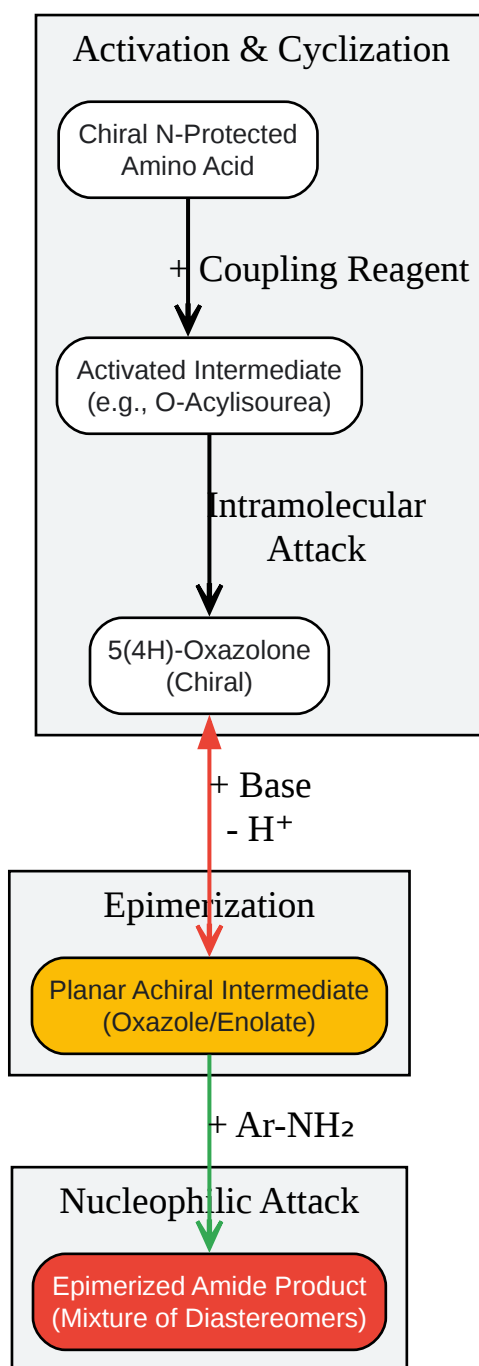 Activation & Cyclization
Chiral N-Protected
Amino Acid
+ Coupling Reagent
Activated Intermediate
(e.g., O-Acylisourea)
Intramolecular
Attack
5(4H)-Oxazolone
(Chiral)
+ Base
- H⁺
Epimerization
Planar Achiral Intermediate
(Oxazole/Enolate)
+ Ar-NH₂
Nucleophilic Attack
Epimerized Amide Product
(Mixture of Diastereomers)